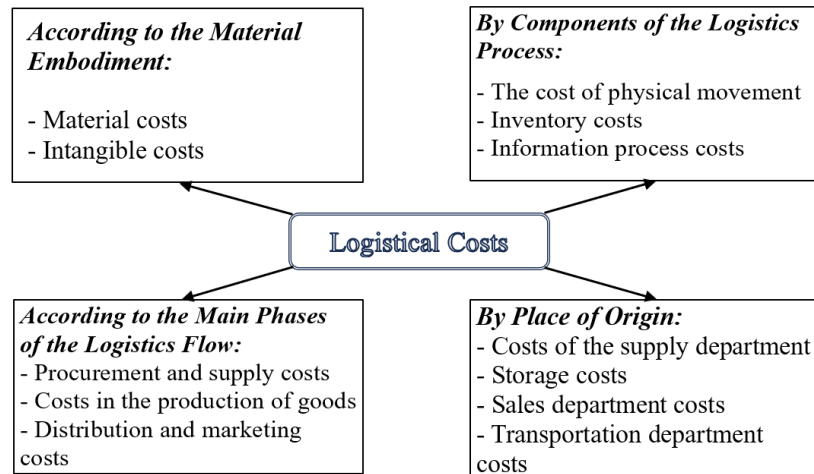 According to the Material
Embodiment:
- Material costs
- Intangible costs
By Components of the Logistics
Process:
- The cost of physical movement
- Inventory costs
- Information process costs
Logistical Costs
According to the Main Phases
of the Logistics Flow:
- Procurement and supply costs
- Costs in the production of goods
- Distribution and marketing
costs
By Place of Origin:
- Costs of the supply department
- Storage costs
- Sales department costs
- Transportation department
costs